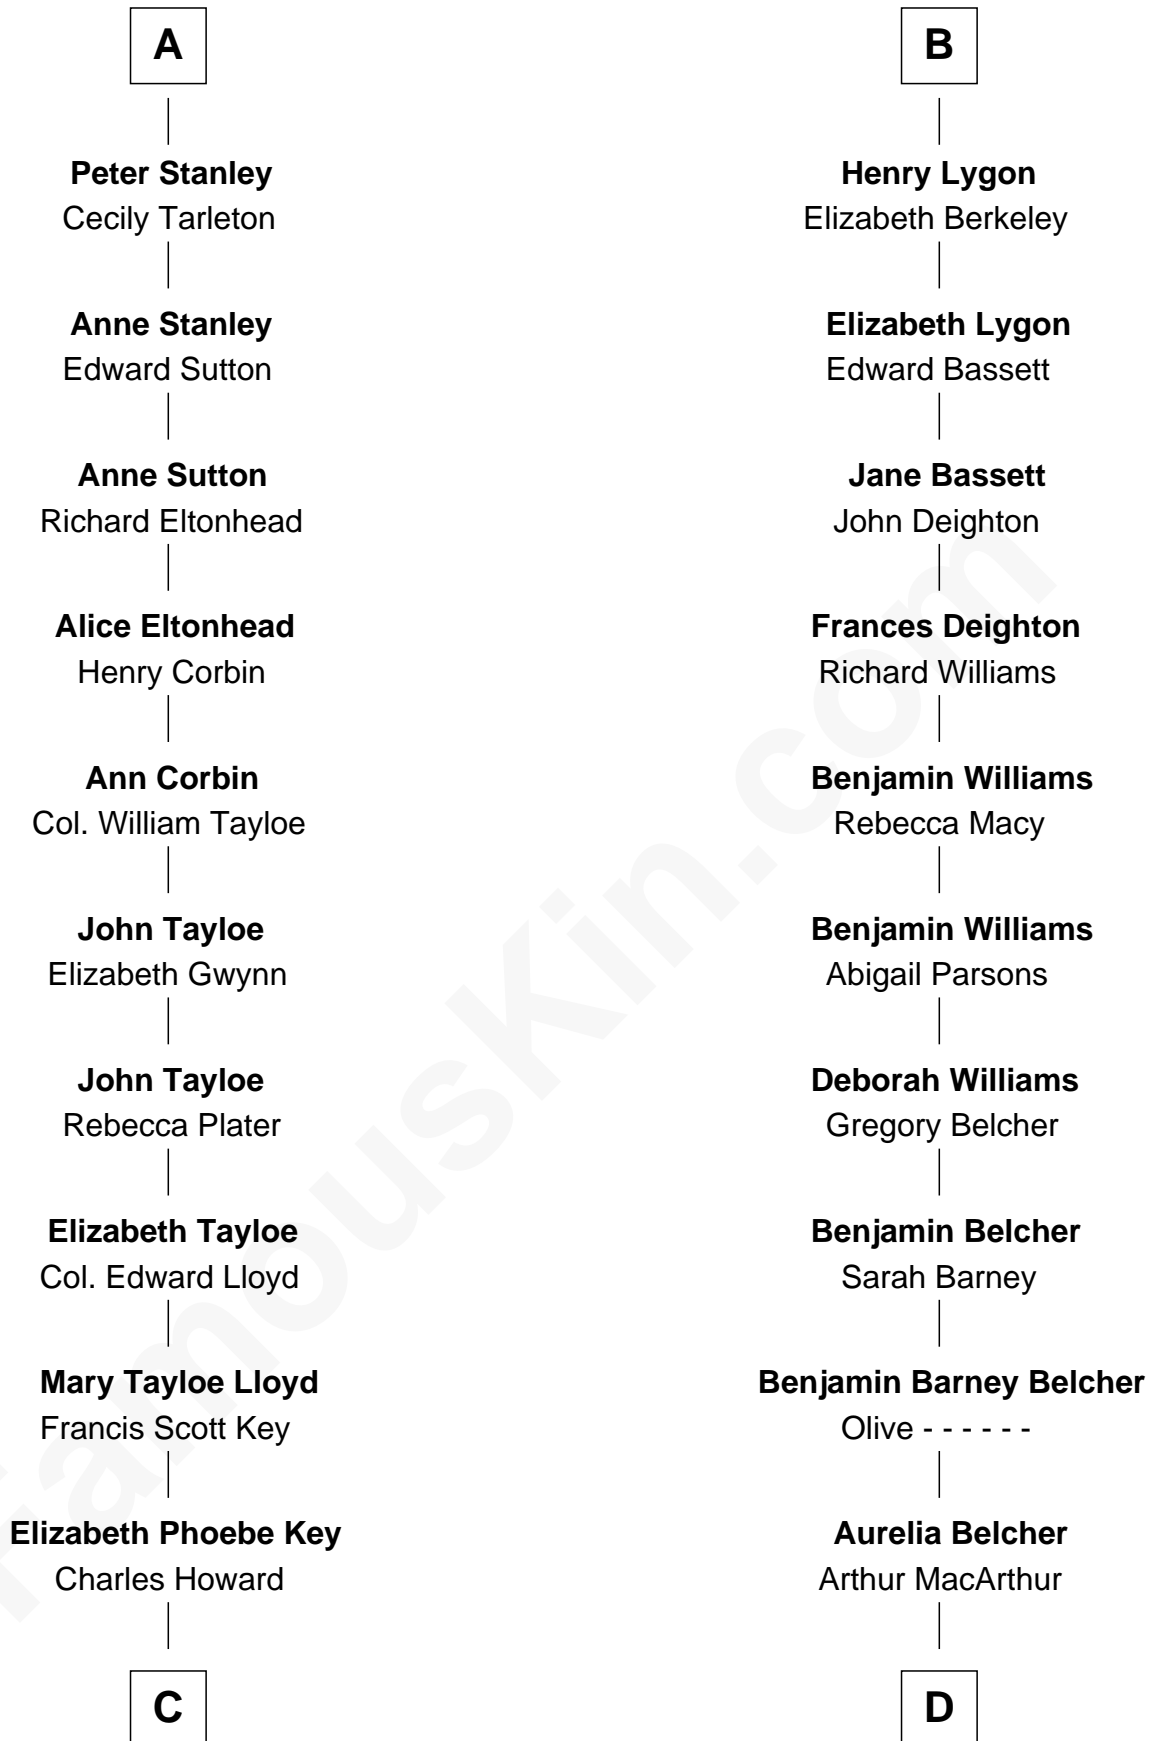 A
Peter Stanley
Cecily Tarleton
Anne Stanley
Edward Sutton
Anne Sutton
Richard Eltonhead
Alice Eltonhead
Henry Corbin
Ann Corbin
Col. William Tayloe
John Tayloe
Elizabeth Gwynn
John Tayloe
Rebecca Plater
Elizabeth Tayloe
Col. Edward Lloyd
Mary Tayloe Lloyd
Francis Scott Key
Elizabeth Phoebe Key
Charles Howard
C
B
Henry Lygon
Elizabeth Berkeley
Elizabeth Lygon
Edward Bassett
Jane Bassett
John Deighton
Frances Deighton
Richard Williams
Benjamin Williams
Rebecca Macy
Benjamin Williams
Abigail Parsons
Deborah Williams
Gregory Belcher
Benjamin Belcher
Sarah Barney
Benjamin Barney Belcher
Olive - - - - - -
Aurelia Belcher
Arthur MacArthur
D
FamousKin.com